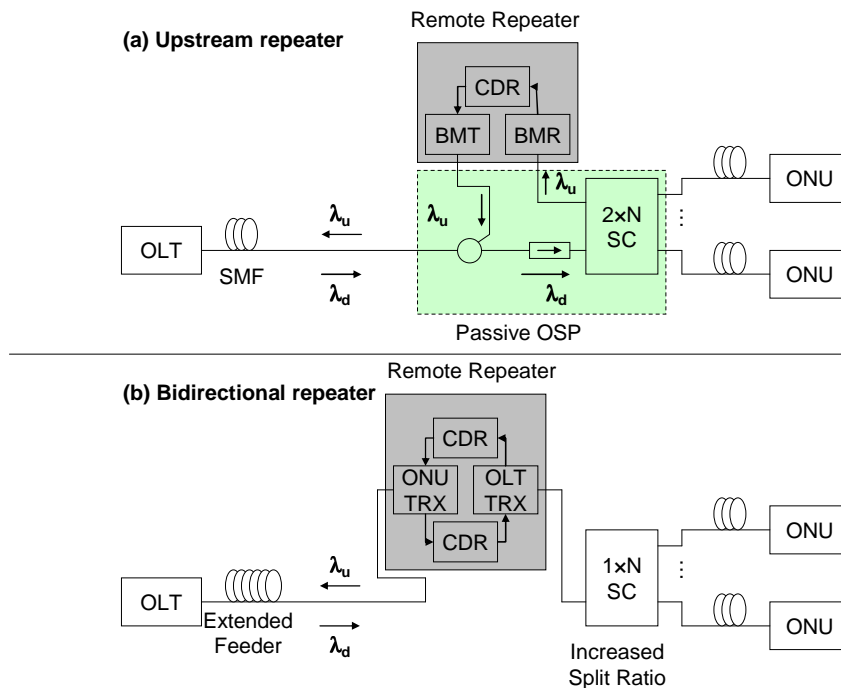 (a) Upstream repeater
Remote Repeater
CDR
BMT
BMR
λu
λu
2×N
SC
ONU
⋮
ONU
OLT
SMF
λu
λd
λd
Passive OSP
(b) Bidirectional repeater
Remote Repeater
CDR
ONU
TRX
OLT
TRX
CDR
OLT
Extended
Feeder
λu
λd
1×N
SC
Increased
Split Ratio
ONU
⋮
ONU